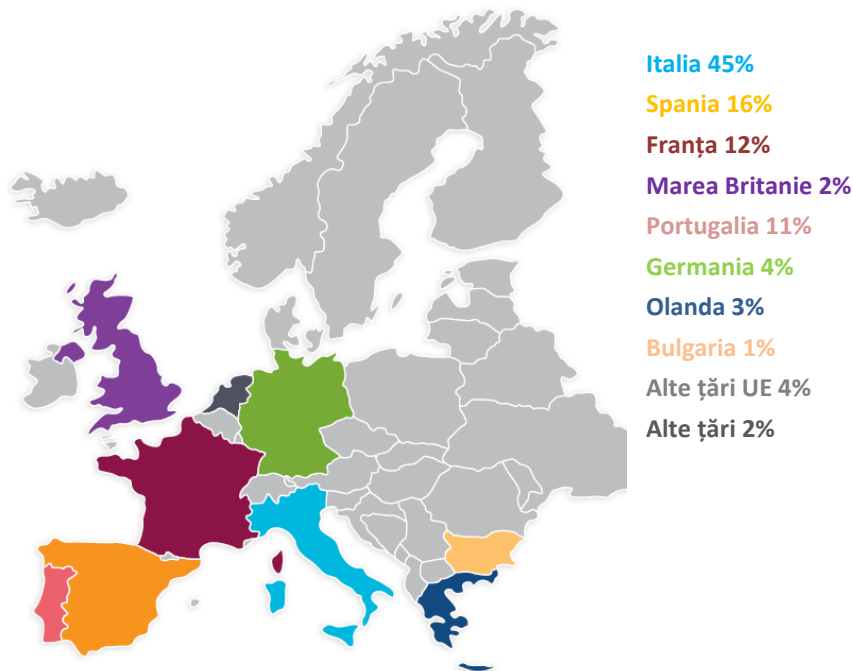 Italia 45%
Spania 16%
Franța 12%
Marea Britanie 2%
Portugalia 11%
Germania 4%
Olanda 3%
Bulgaria 1%
Alte țări UE 4%
Alte țări 2%